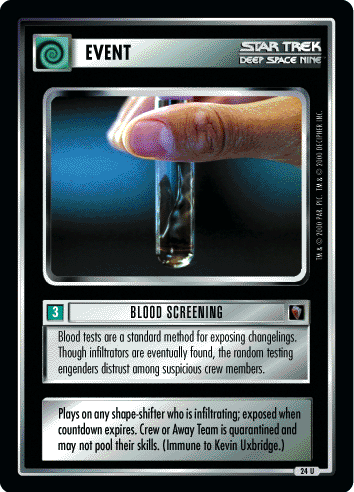 EVENT
STAR TREK
DEEP SPACE NINE™
TM & © 2000 PAR. PIC. TM & © 2000 DECIPHER INC.
3 BLOOD SCREENING
Blood tests are a standard method for exposing changelings.
Though infiltrators are eventually found, the random testing
engenders distrust among suspicious crew members.
Plays on any shape-shifter who is infiltrating; exposed when
countdown expires. Crew or Away Team is quarantined and
may not pool their skills. (Immune to Kevin Uxbridge.)
24 U